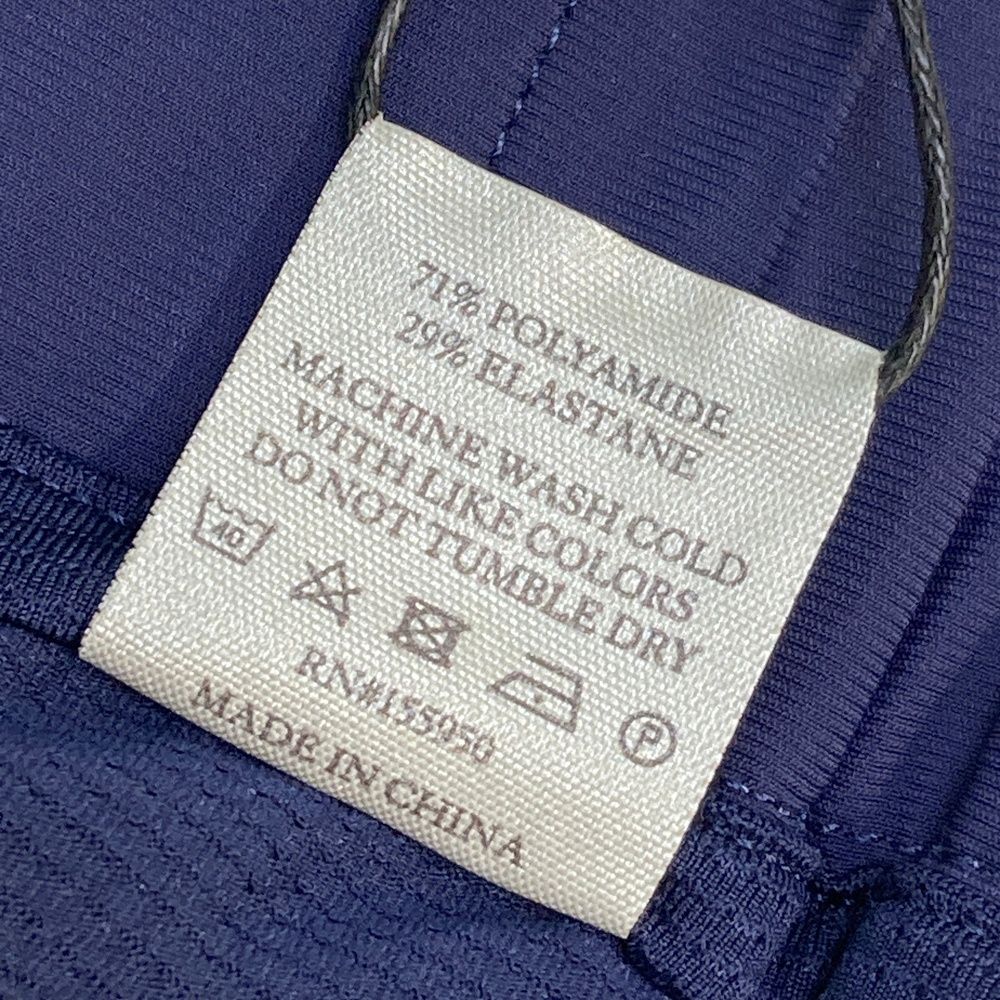 71% POLYAMIDE
29% ELASTANE
MACHINE WASH COLD
WITH LIKE COLORS
DO NOT TUMBLE DRY
40
P
RN#155050
MADE IN CHINA